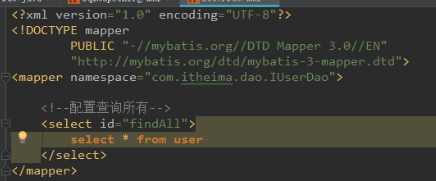 <?xml version="1.0" encoding="UTF-8"?>
<!DOCTYPE mapper
PUBLIC "-//mybatis.org//DTD Mapper 3.0//EN"
"http://mybatis.org/dtd/mybatis-3-mapper.dtd">
<mapper namespace="com.itheima.dao.IUserDao">
<!--配置查询所有-->
<select id="findAll">
select * from user
</select>
</mapper>